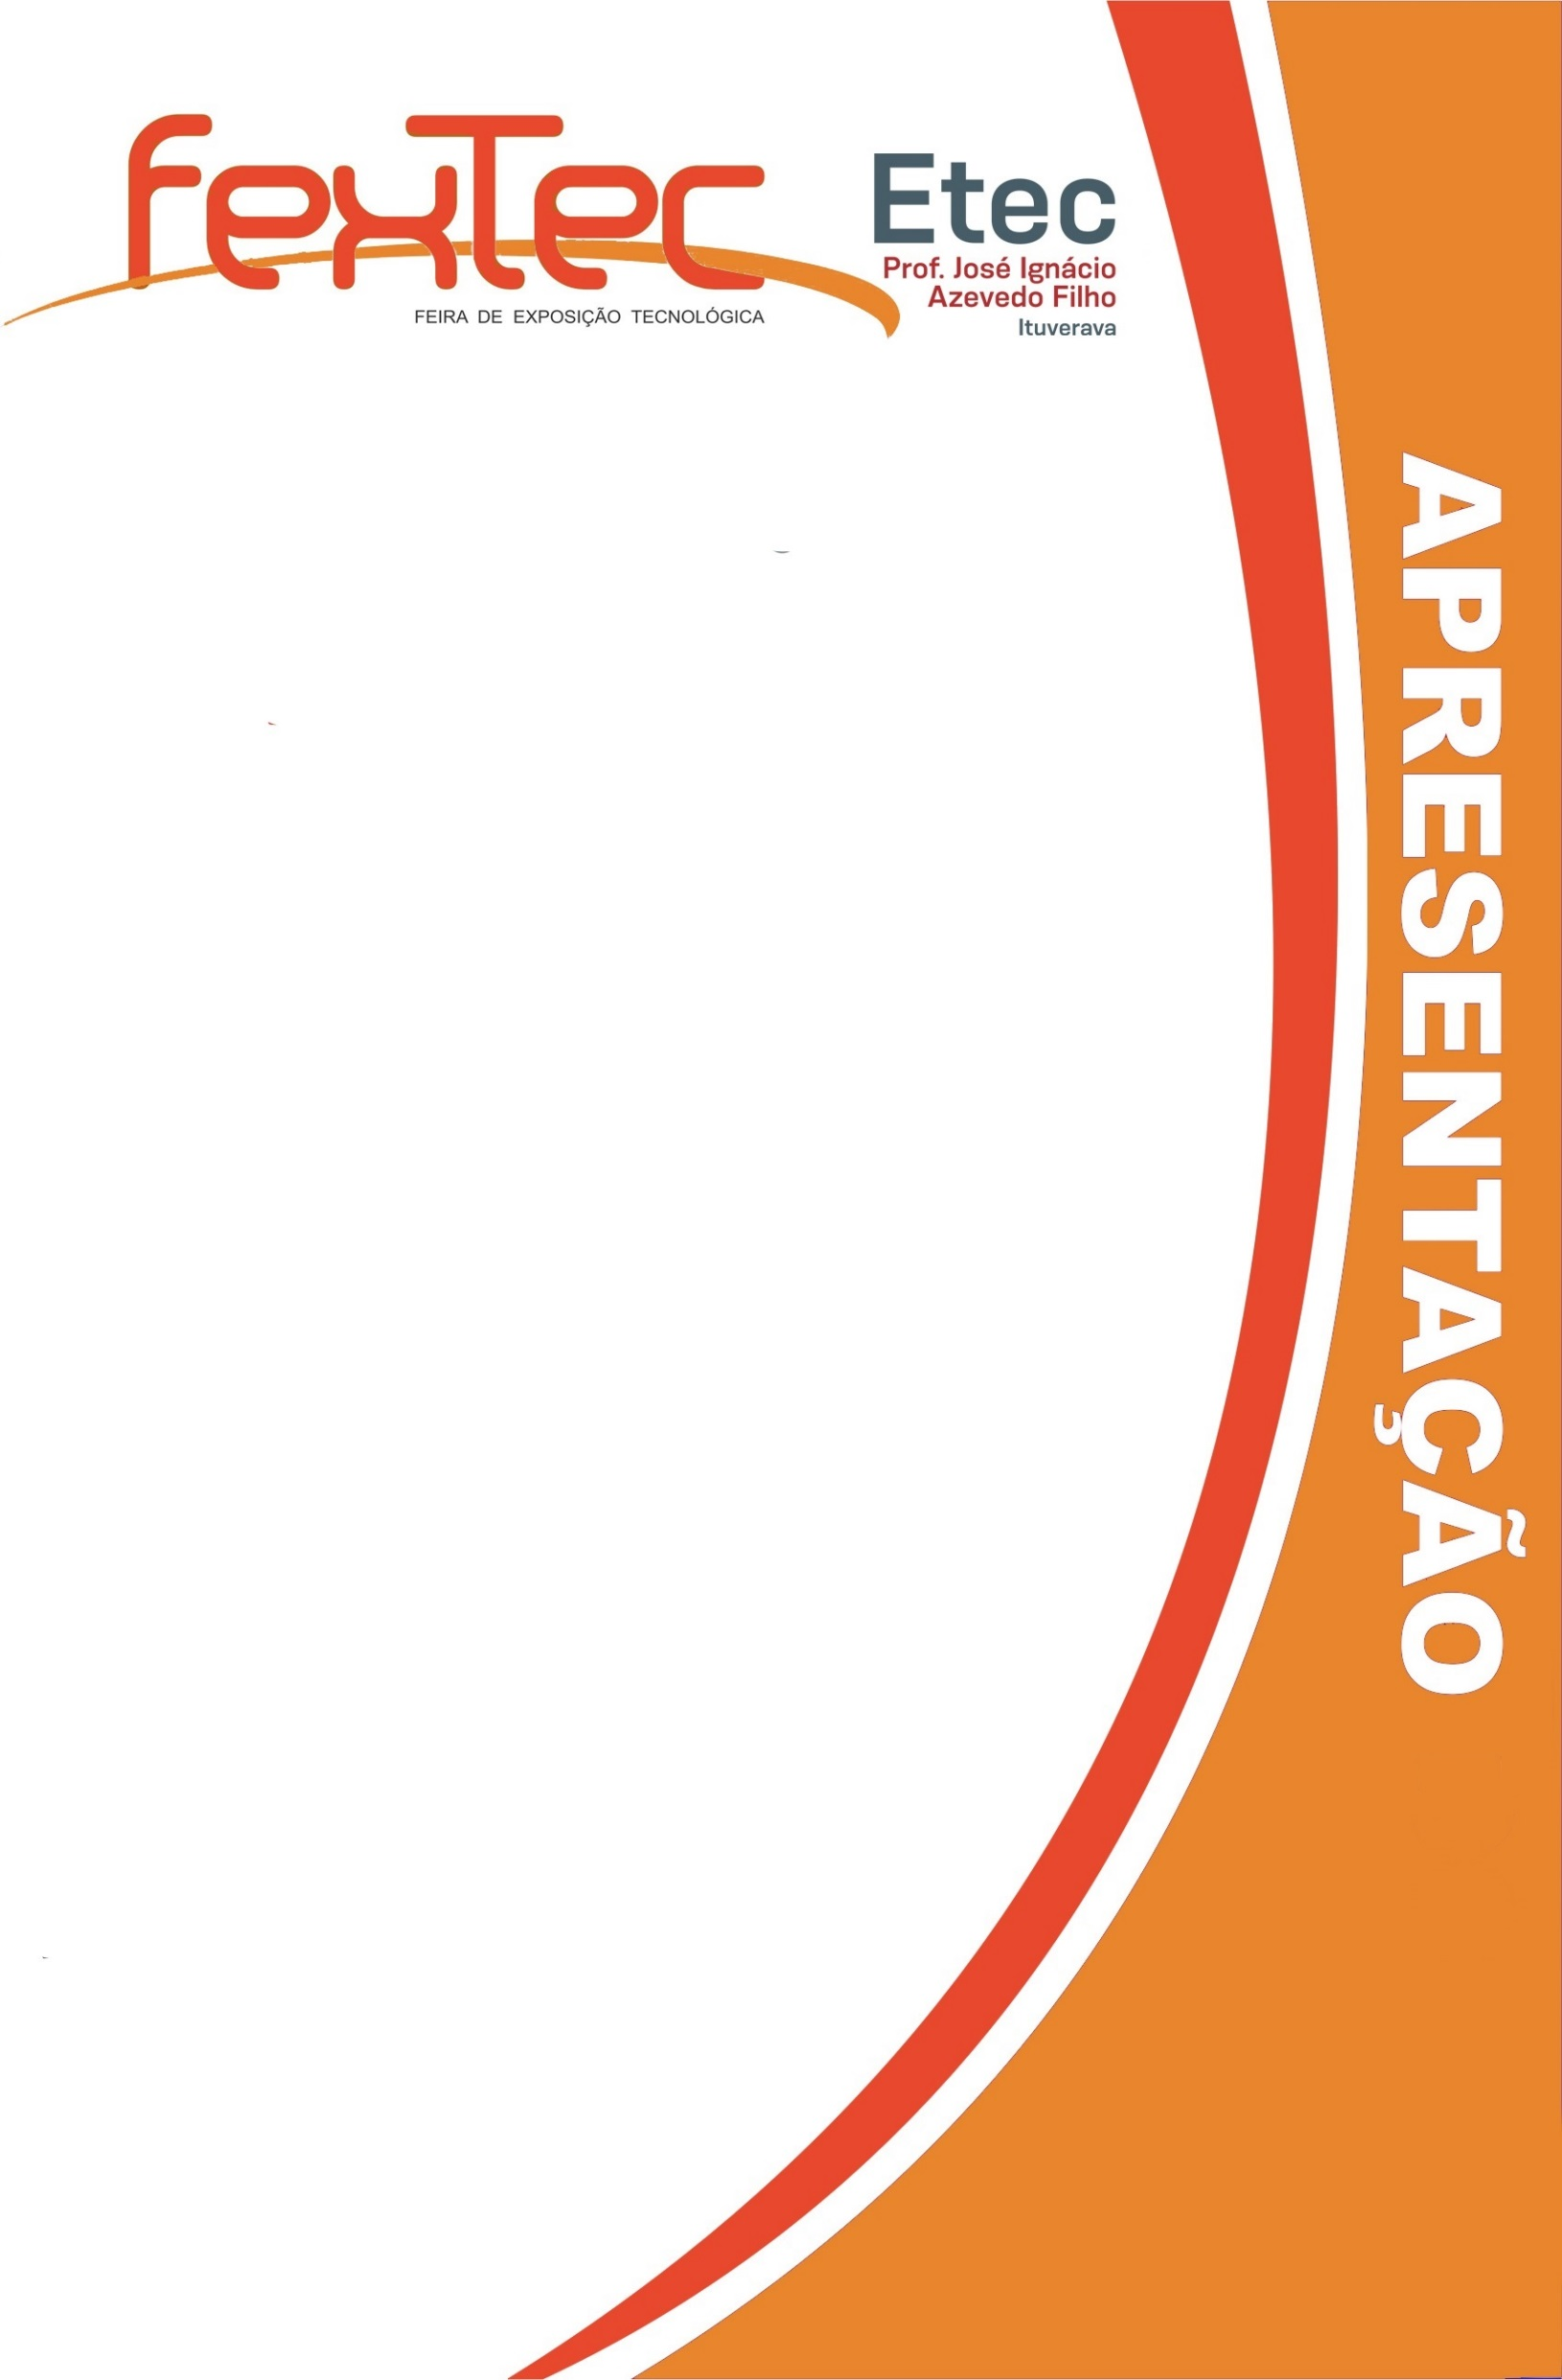 fexTec
FEIRA DE EXPOSIÇÃO TECNOLÓGICA
Etec
Prof. José Ignácio
Azevedo Filho
Ituverava
APRESENTAÇÃO